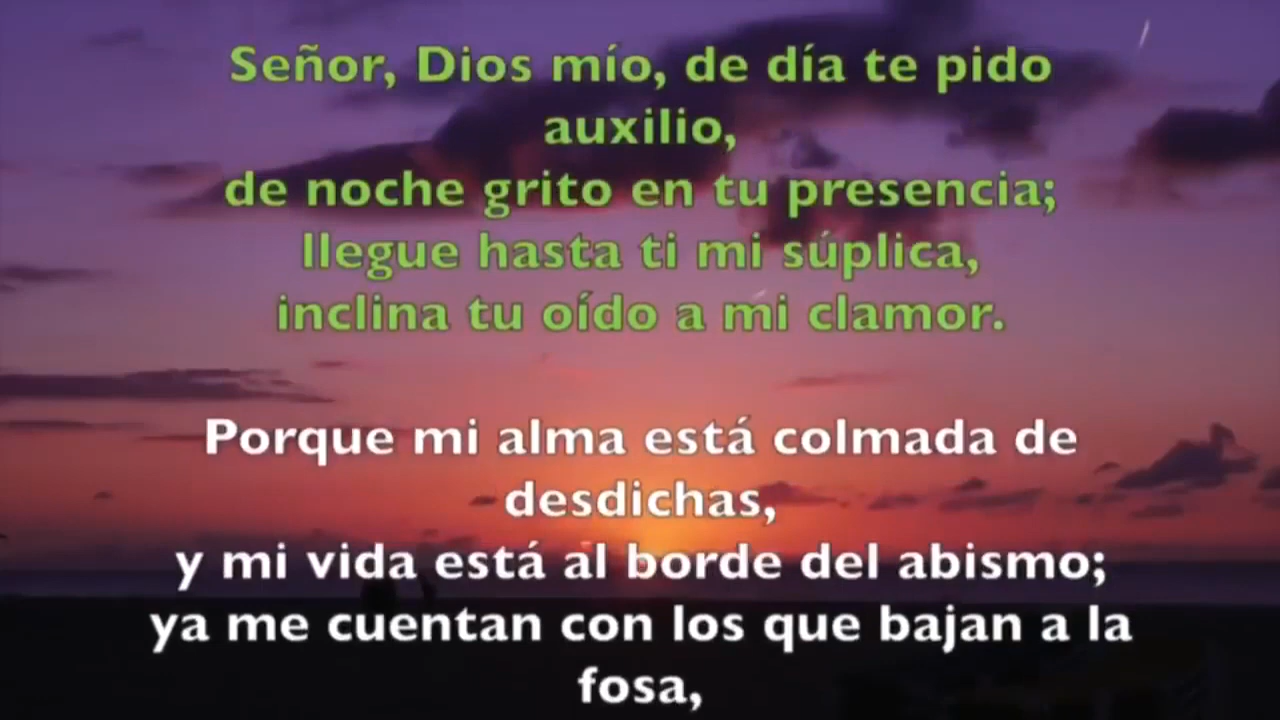 Señor, Dios mío, de día te pido
auxilio,
de noche grito en tu presencia;
llegue hasta ti mi súplica,
inclina tu oído a mi clamor.
Porque mi alma está colmada de
desdichas,
y mi vida está al borde del abismo;
ya me cuentan con los que bajan a la
fosa,